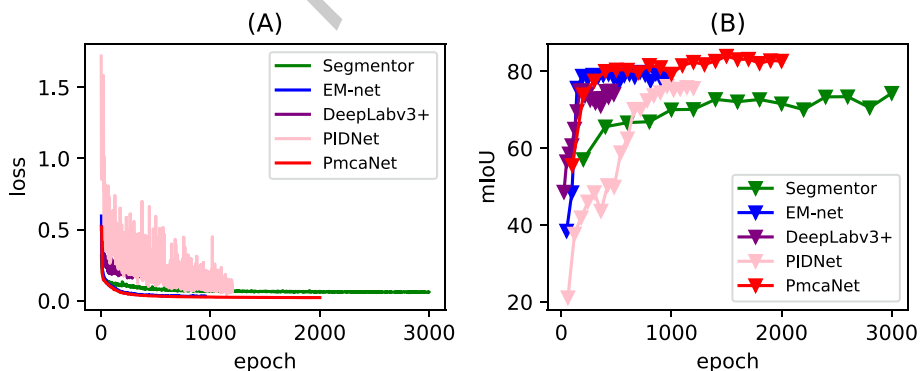 (A)
1.5
1.0
0.5
0.0
loss
0
1000
2000
3000
epoch
Segmentor
EM-net
DeepLabv3+
PIDNet
PmcaNet
(B)
80
60
40
20
mIoU
0
1000
2000
3000
epoch
Segmentor
EM-net
DeepLabv3+
PIDNet
PmcaNet